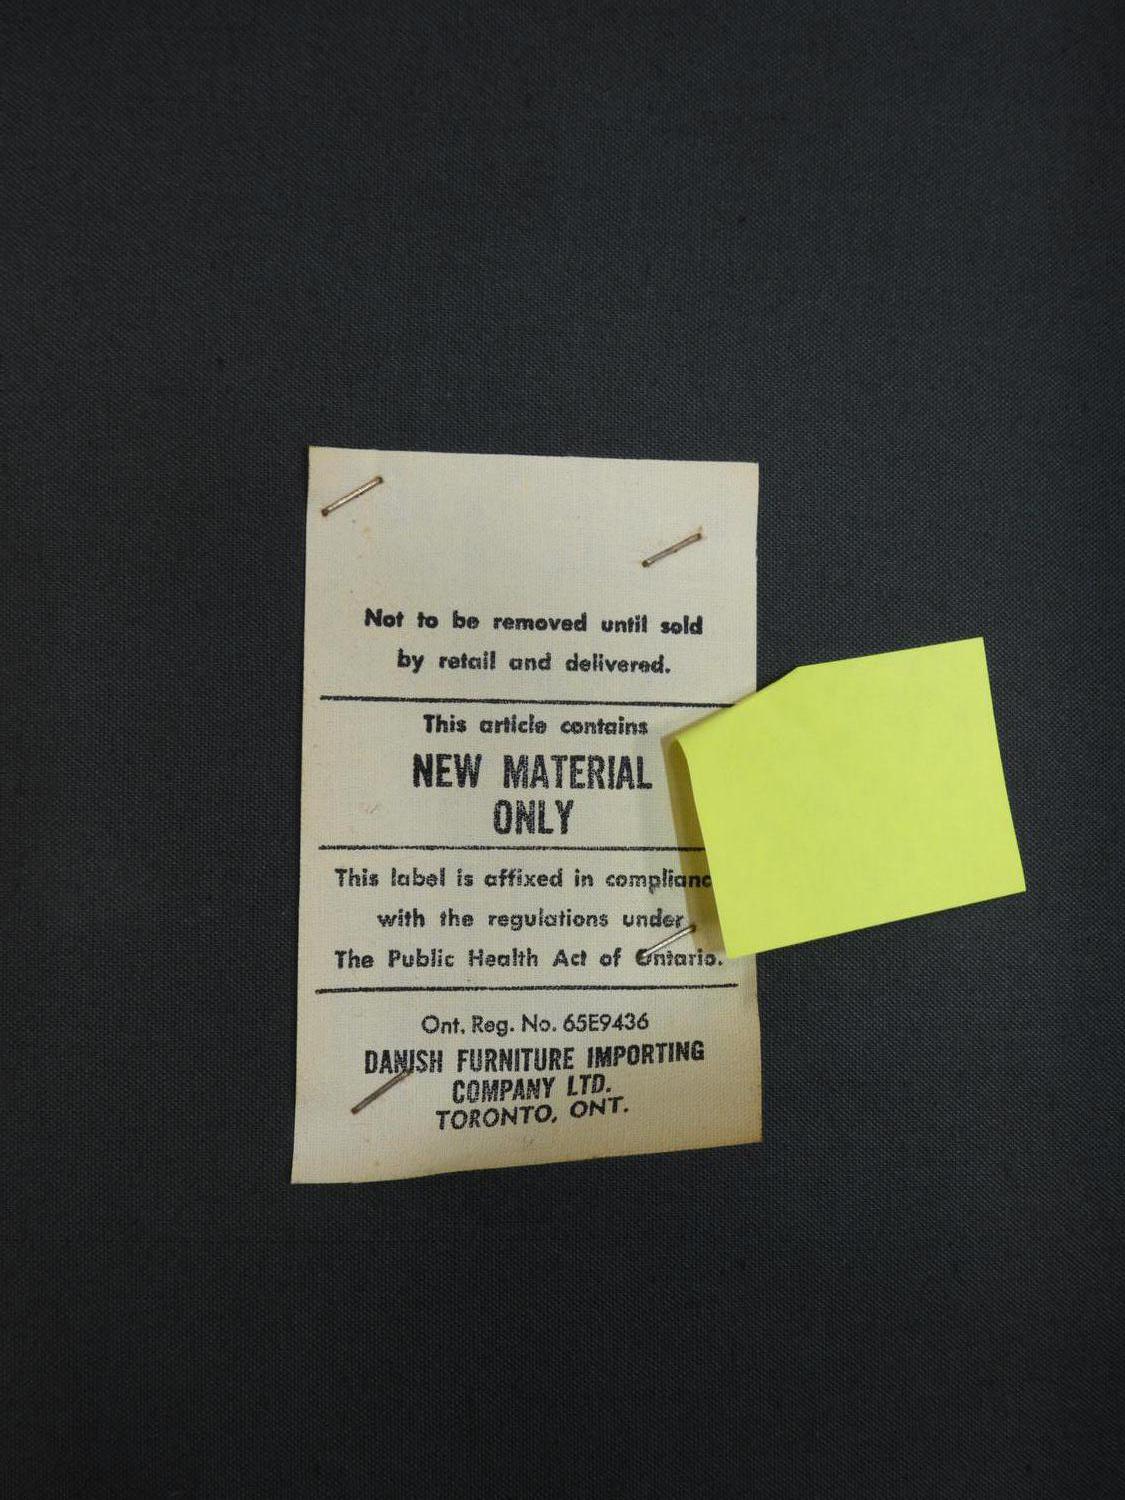 Not to be removed until sold
by retail and delivered.
This article contains
NEW MATERIAL
ONLY
This label is affixed in complianc
with the regulations under
The Public Health Act of Ontario.
Ont. Reg. No. 65E9436
DANISH FURNITURE IMPORTING
COMPANY LTD.
TORONTO, ONT.